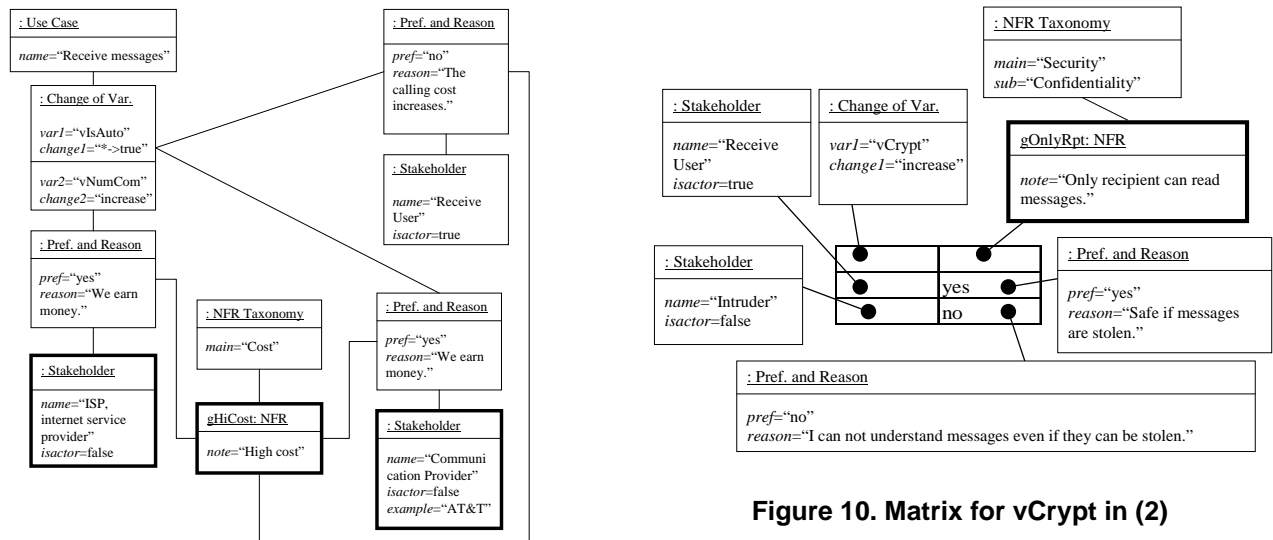 : Use Case
name=“Receive messages”
: Change of Var.
var1=“vIsAuto”
change1=“*->true”
var2=“vNumCom”
change2=“increase”
: Pref. and Reason
pref=“yes”
reason=“We earn
money.”
: Stakeholder
name=“ISP,
internet service
provider”
isactor=false
: NFR Taxonomy
main=“Cost”
gHiCost: NFR
note=“High cost”
: Pref. and Reason
pref=“no”
reason=“The
calling cost
increases.”
: Stakeholder
name=“Receive
User”
isactor=true
: Pref. and Reason
pref=“yes”
reason=“We earn
money.”
: Stakeholder
name=“Communi
cation Provider”
isactor=false
example=“AT&T”
: NFR Taxonomy
main=“Security”
sub=“Confidentiality”
: Stakeholder
name=“Receive
User”
isactor=true
: Change of Var.
var1=“vCrypt”
change1=“increase”
gOnlyRpt: NFR
note=“Only recipient can read
messages.”
: Stakeholder
name=“Intruder”
isactor=false
yes
no
: Pref. and Reason
pref=“yes”
reason=“Safe if messages
are stolen.”
: Pref. and Reason
pref=“no”
reason=“I can not understand messages even if they can be stolen.”
Figure 10. Matrix for vCrypt in (2)